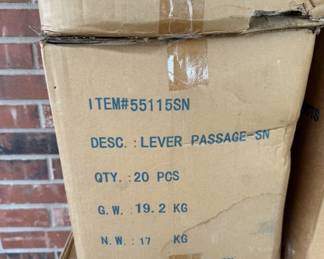 ITEM#55115SN
DESC. : LEVER PASSAGE-SN
QTY. : 20 PCS
G.W. : 19.2 KG
N.W. : 17 KG